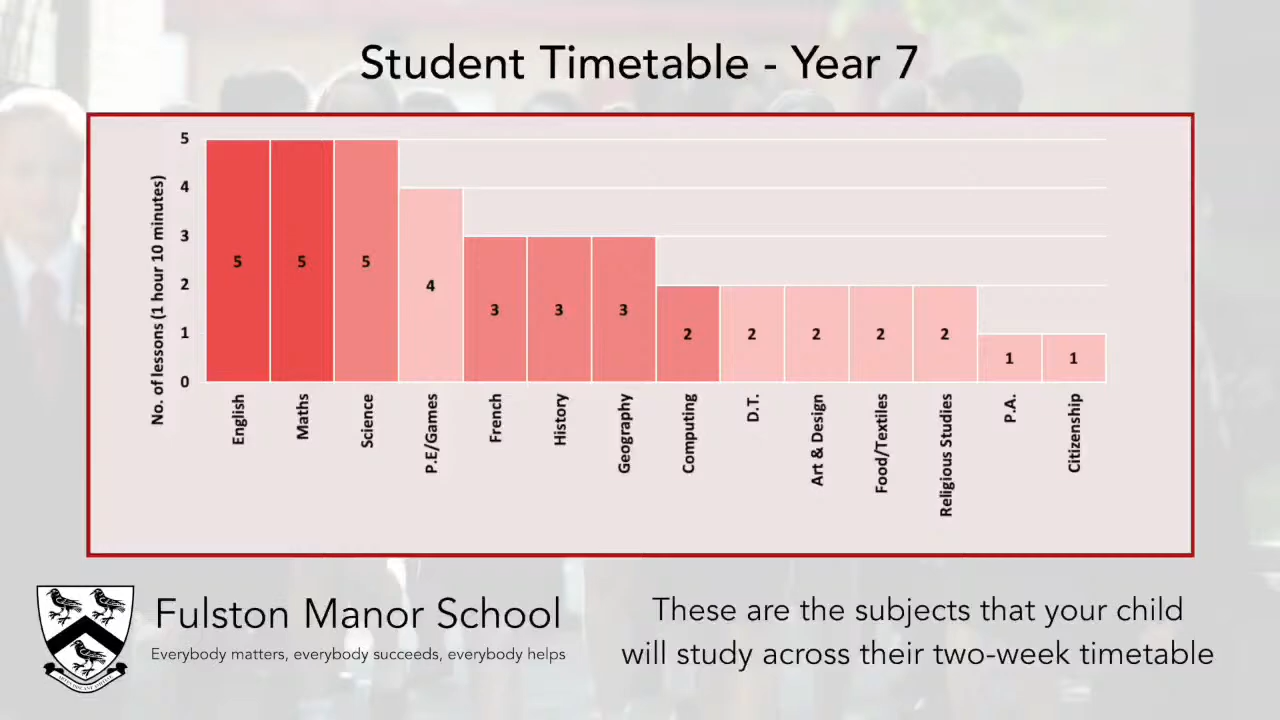 Student Timetable - Year 7
No. of lessons (1 hour 10 minutes)
5
4
3
2
1
0
5
5
5
4
3
3
3
2
2
2
2
2
1
1
English
Maths
Science
P.E/Games
French
History
Geography
Computing
D.T.
Art & Design
Food/Textiles
Religious Studies
P.A.
Citizenship
Fulston Manor School
Everybody matters, everybody succeeds, everybody helps
These are the subjects that your child
will study across their two-week timetable